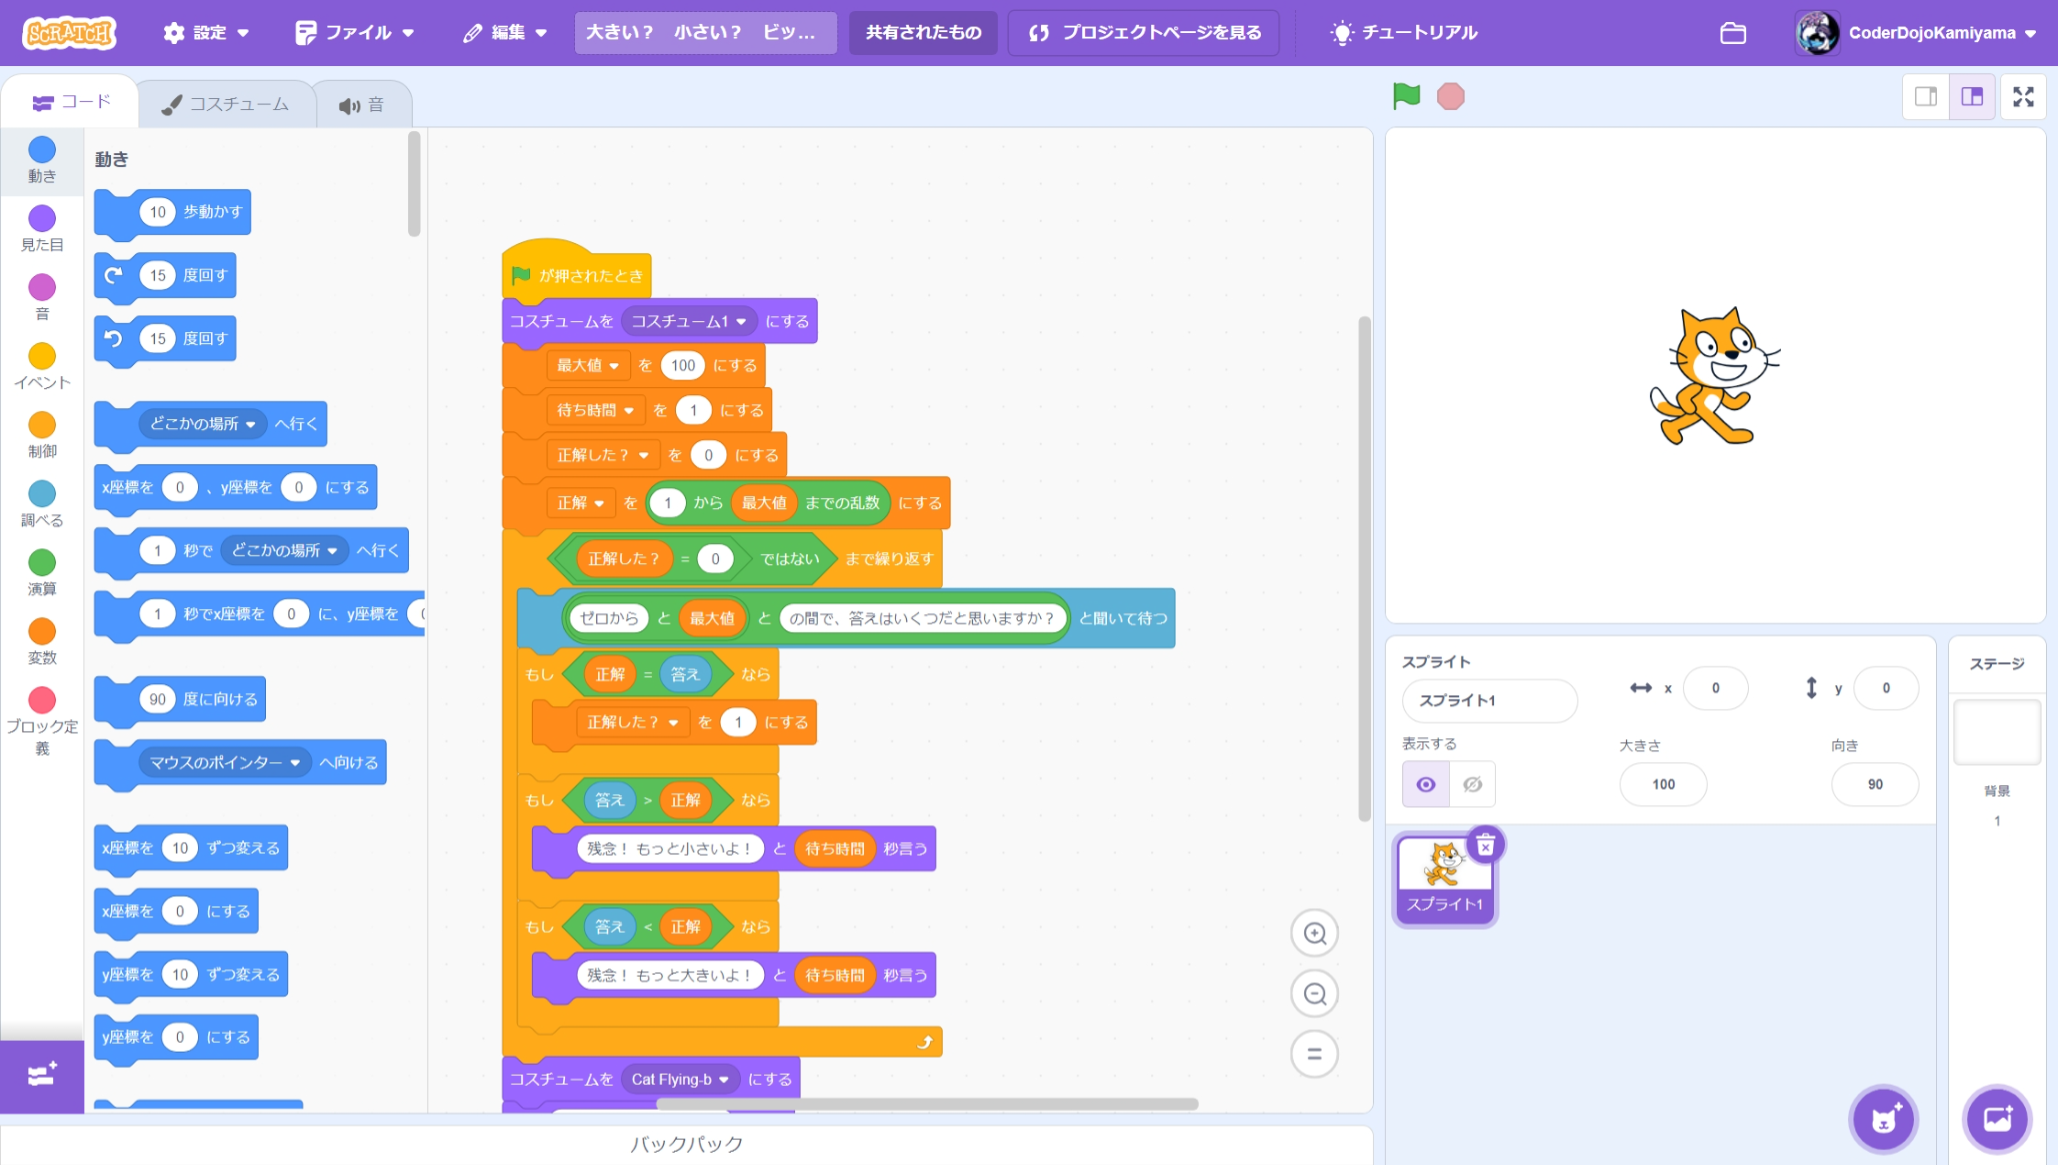 SCRATCH
設定
ファイル
編集
大きい？　小さい？　ビッ...
共有されたもの
プロジェクトページを見る
チュートリアル
CoderDojoKamiyama
コード
コスチューム
音
動き
見た目
音
イベント
制御
調べる
演算
変数
ブロック定義
動き
10 歩動かす
15 度回す
15 度回す
どこかの場所 へ行く
x座標を 0 、y座標を 0 にする
1 秒で どこかの場所 へ行く
1 秒でx座標を 0 に、y座標を
90 度に向ける
マウスのポインター へ向ける
x座標を 10 ずつ変える
x座標を 0 にする
y座標を 10 ずつ変える
y座標を 0 にする
が押されたとき
コスチュームを コスチューム1 にする
最大値 を 100 にする
待ち時間 を 1 にする
正解した？ を 0 にする
正解 を 1 から 最大値 までの乱数 にする
正解した？ = 0 ではない まで繰り返す
ゼロから と 最大値 と の間で、答えはいくつだと思いますか？ と聞いて待つ
もし 正解 = 答え なら
正解した？ を 1 にする
もし 答え > 正解 なら
残念！ もっと小さいよ！ と 待ち時間 秒言う
もし 答え < 正解 なら
残念！ もっと大きいよ！ と 待ち時間 秒言う
コスチュームを Cat Flying-b にする
バックパック
スプライト
スプライト1
x 0
y 0
表示する
大きさ
100
向き
90
スプライト1
ステージ
背景
1